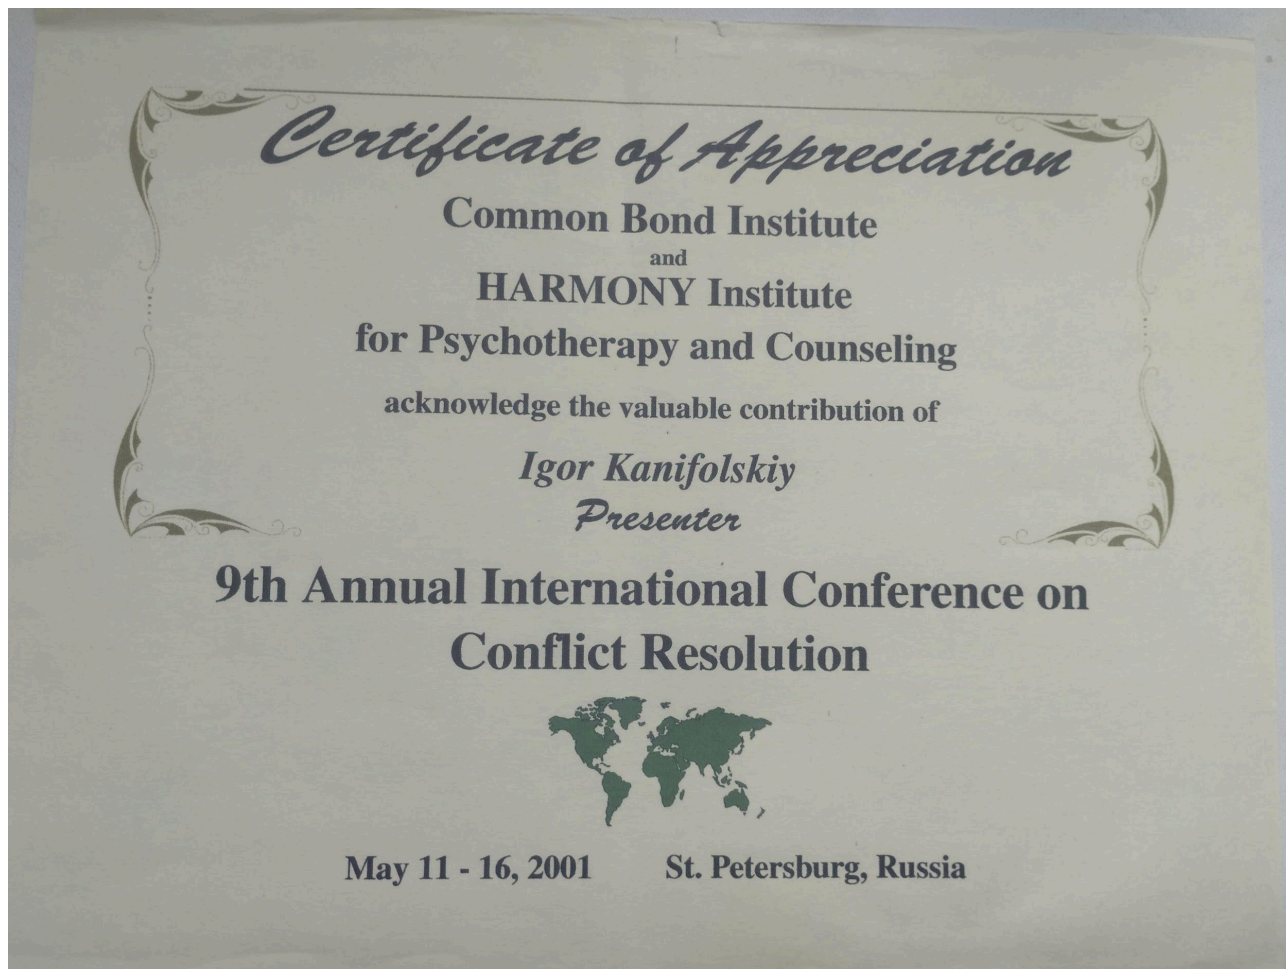 Certificate of Appreciation
Common Bond Institute
and
HARMONY Institute
for Psychotherapy and Counseling
acknowledge the valuable contribution of
Igor Kanifolskiy
Presenter
9th Annual International Conference on
Conflict Resolution
May 11 - 16, 2001 St. Petersburg, Russia